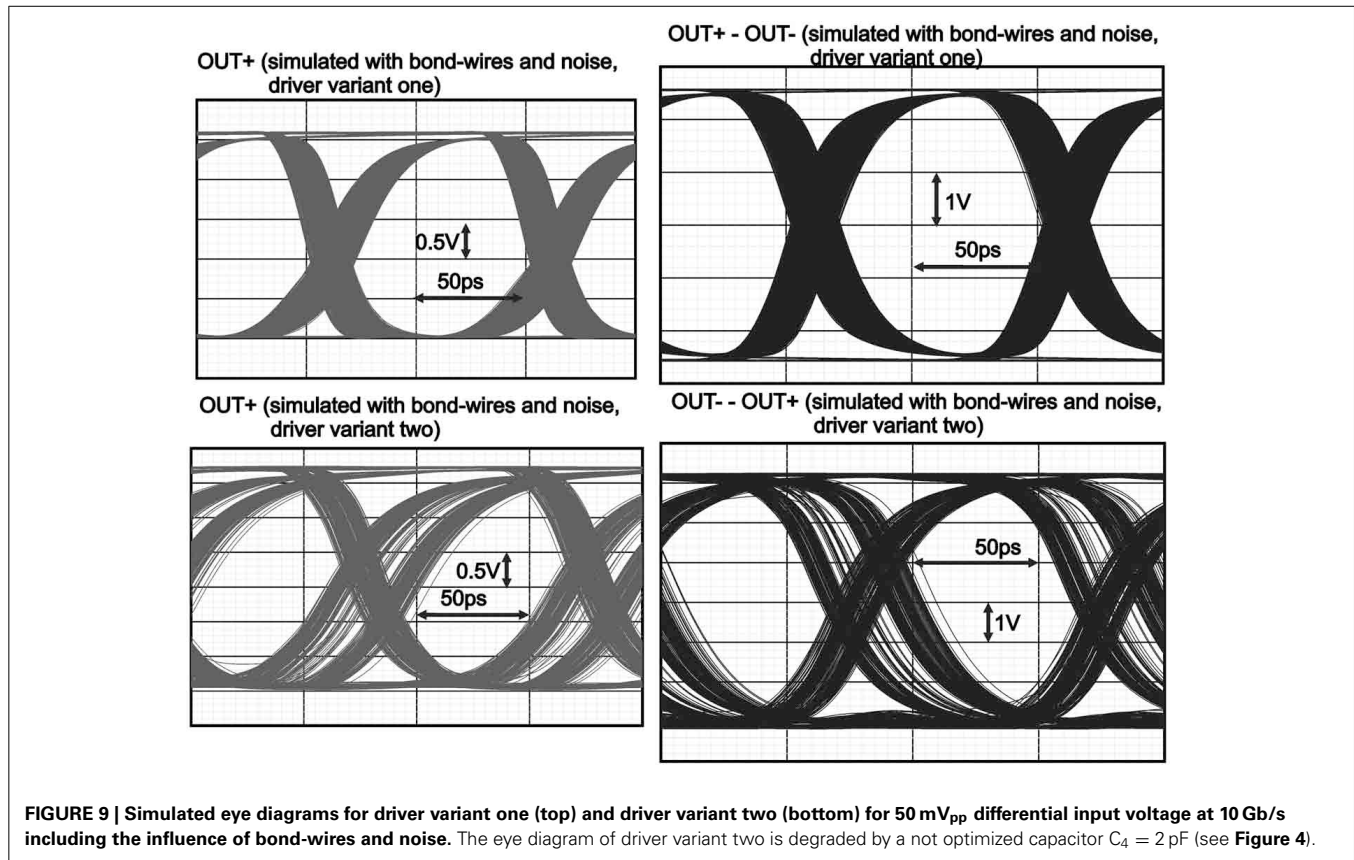 OUT+ (simulated with bond-wires and noise,
driver variant one)
0.5V
50ps
OUT+ - OUT- (simulated with bond-wires and noise,
driver variant one)
1V
50ps
OUT+ (simulated with bond-wires and noise,
driver variant two)
0.5V
50ps
OUT- - OUT+ (simulated with bond-wires and noise,
driver variant two)
50ps
1V
FIGURE 9 | Simulated eye diagrams for driver variant one (top) and driver variant two (bottom) for 50 mVpp differential input voltage at 10 Gb/s
including the influence of bond-wires and noise. The eye diagram of driver variant two is degraded by a not optimized capacitor C4 = 2 pF (see Figure 4).